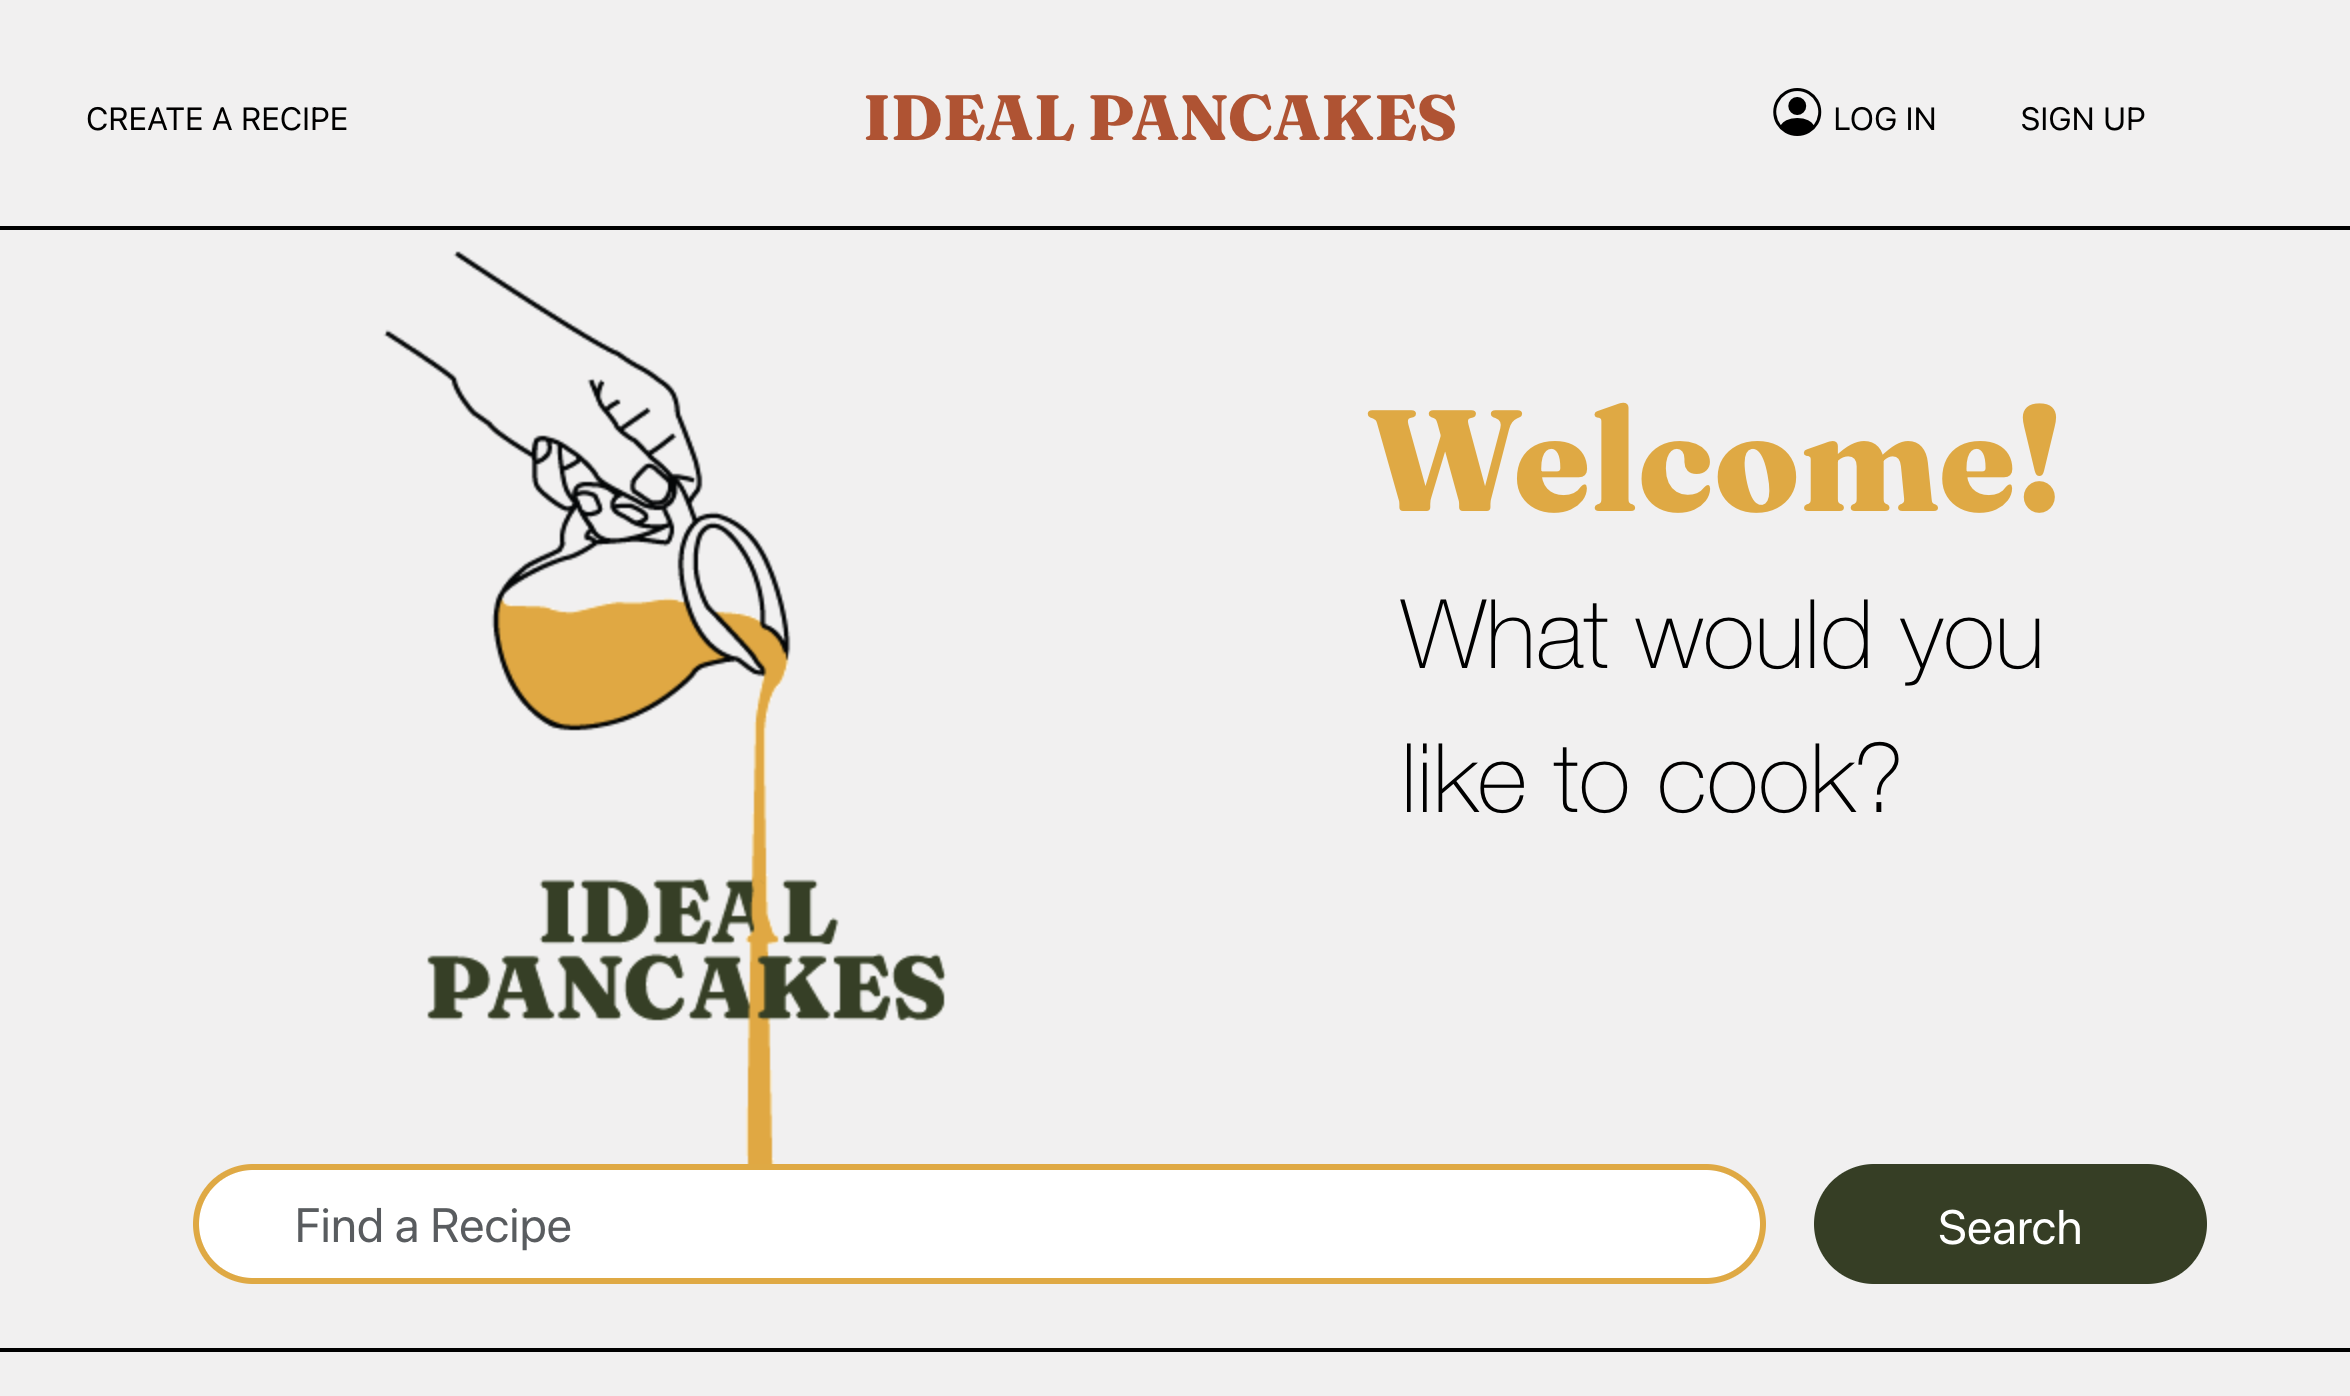 CREATE A RECIPE
IDEAL PANCAKES
LOG IN
SIGN UP
Welcome!
What would you
like to cook?
IDEAL
PANCAKES
Find a Recipe
Search